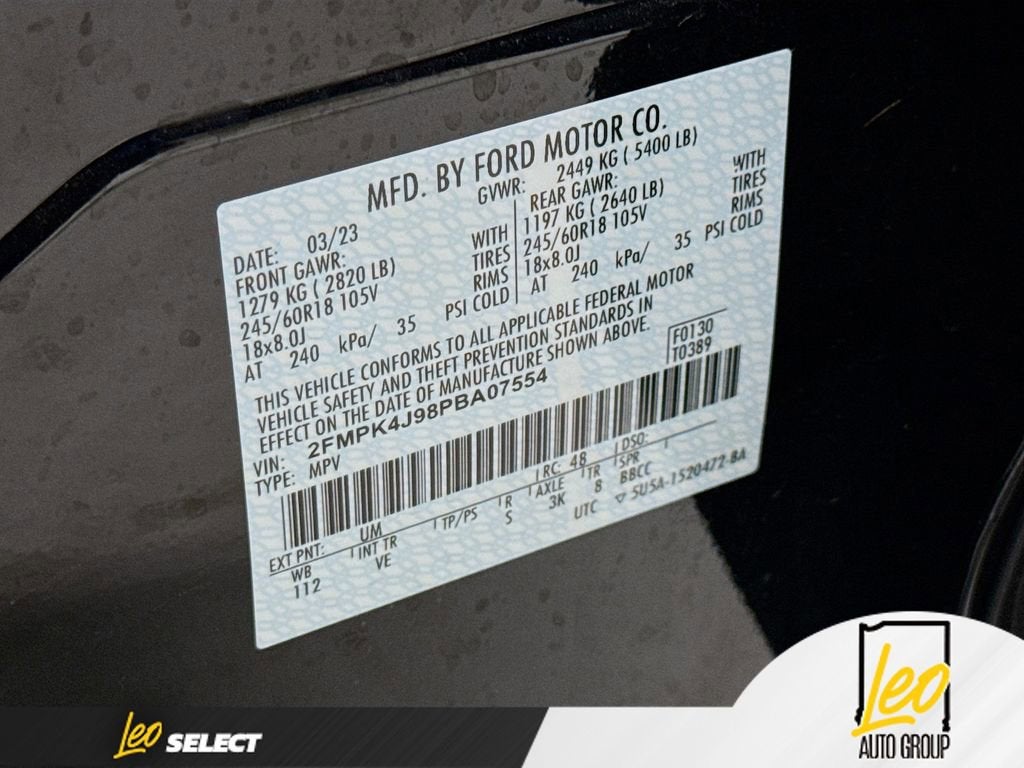 MFD. BY FORD MOTOR CO.
DATE: 03/23
GVWR: 2449 KG ( 5400 LB)
FRONT GAWR:
1279 KG ( 2820 LB) WITH
245/60R18 105V TIRES
18x8.0J RIMS
AT 240 kPa/ 35 PSI COLD
REAR GAWR:
1197 KG ( 2640 LB) WITH
245/60R18 105V TIRES
18x8.0J RIMS
AT 240 kPa/ 35 PSI COLD
THIS VEHICLE CONFORMS TO ALL APPLICABLE FEDERAL MOTOR
VEHICLE SAFETY AND THEFT PREVENTION STANDARDS IN
EFFECT ON THE DATE OF MANUFACTURE SHOWN ABOVE.
F0130
T0389
VIN: 2FMPK4J98PBA07554
TYPE: MPV
EXT PNT: UM RC: 48 DSO:
WB INT TR TP/PS R AXLE TR SPR
112 VE S 3K 8 BBCC
UTC ▽ 5U5A-1520472-BA
Leo SELECT
Leo
AUTO GROUP